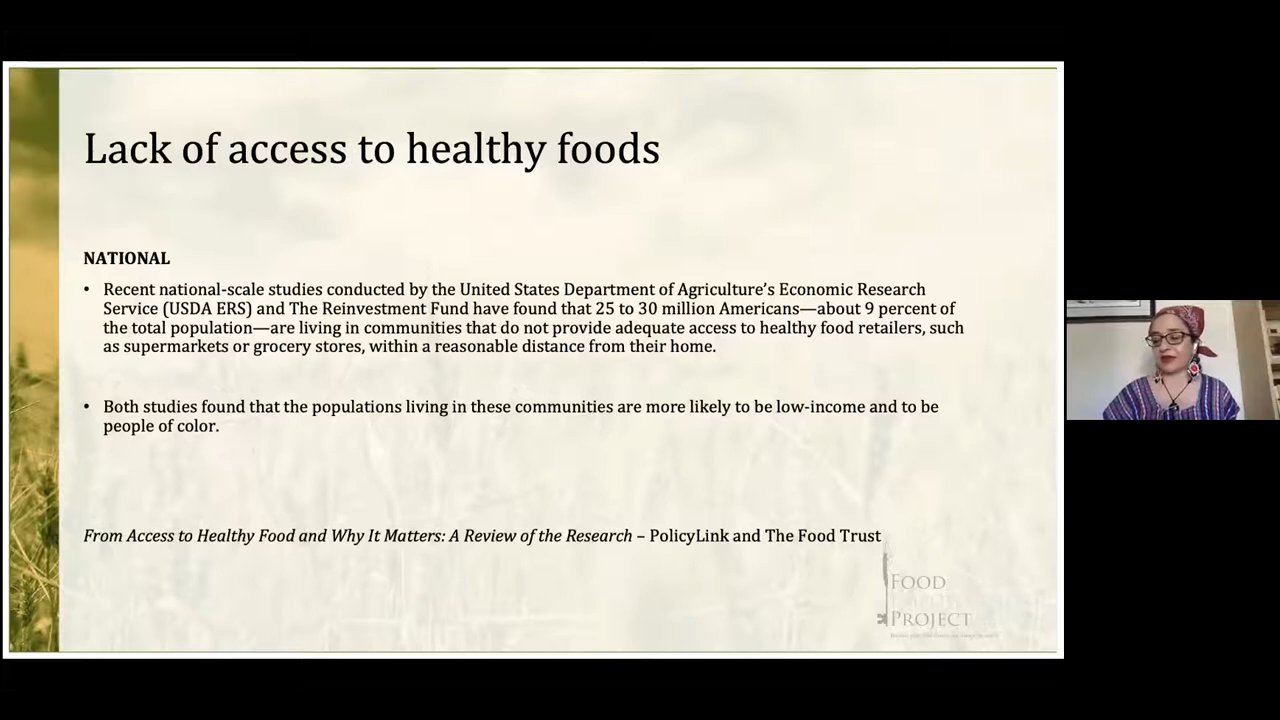 Lack of access to healthy foods
NATIONAL
• Recent national-scale studies conducted by the United States Department of Agriculture’s Economic Research
Service (USDA ERS) and The Reinvestment Fund have found that 25 to 30 million Americans—about 9 percent of
the total population—are living in communities that do not provide adequate access to healthy food retailers, such
as supermarkets or grocery stores, within a reasonable distance from their home.
• Both studies found that the populations living in these communities are more likely to be low-income and to be
people of color.
From Access to Healthy Food and Why It Matters: A Review of the Research – PolicyLink and The Food Trust
FOOD
PROJECT